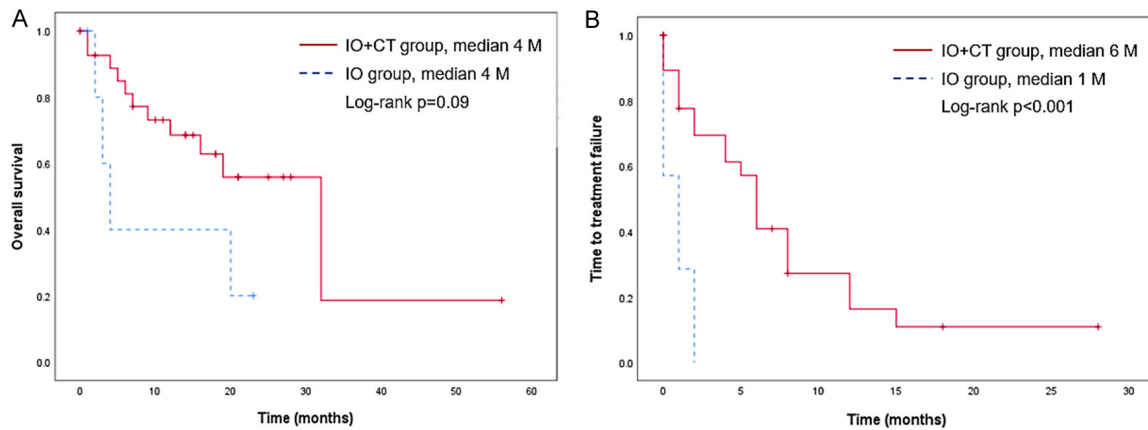 A
IO+CT group, median 4 M
IO group, median 4 M
Log-rank p=0.09
Overall survival
1.0
0.8
0.6
0.4
0.2
0.0
0 10 20 30 40 50 60
Time (months)
B
IO+CT group, median 6 M
IO group, median 1 M
Log-rank p<0.001
Time to treatment failure
1.0
0.8
0.6
0.4
0.2
0.0
0 5 10 15 20 25 30
Time (months)